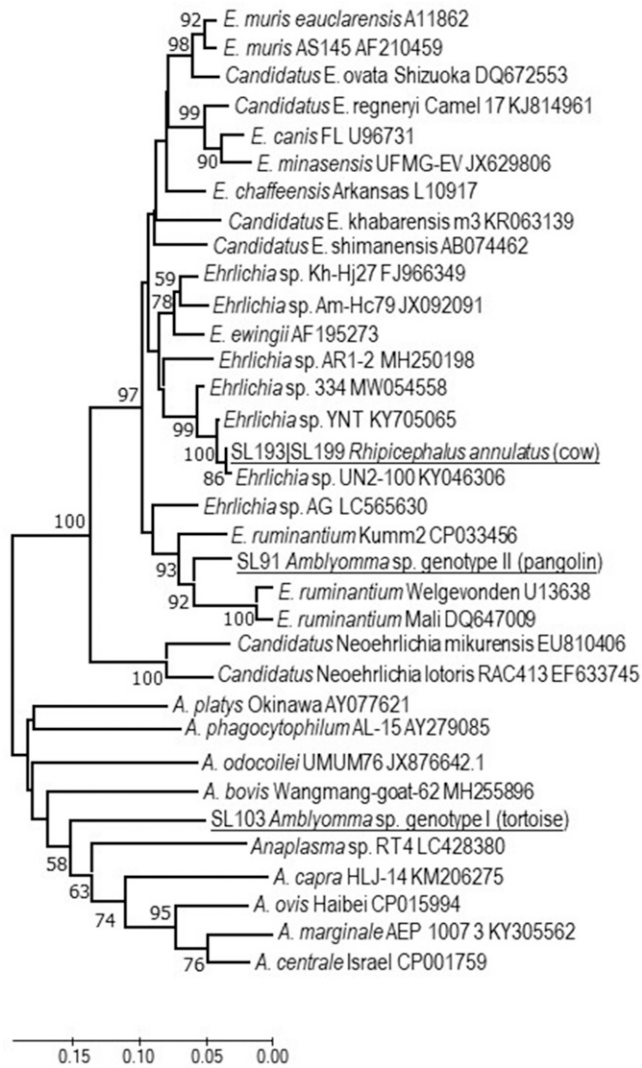 92
E. muris eauclarensis A11862
98
E. muris AS145 AF210459
Candidatus E. ovata Shizuoka DQ672553
99
Candidatus E. regneryi Camel 17 KJ814961
E. canis FL U96731
90
E. minasensis UFMG-EV JX629806
E. chaffeensis Arkansas L10917
Candidatus E. khabarensis m3 KR063139
Candidatus E. shimanensis AB074462
59
Ehrlichia sp. Kh-Hj27 FJ966349
78
Ehrlichia sp. Am-Hc79 JX092091
E. ewingii AF195273
Ehrlichia sp. AR1-2 MH250198
97
Ehrlichia sp. 334 MW054558
99
Ehrlichia sp. YNT KY705065
100
SL193|SL199 Rhipicephalus annulatus (cow)
86
Ehrlichia sp. UN2-100 KY046306
Ehrlichia sp. AG LC565630
100
E. ruminantium Kumm2 CP033456
93
SL91 Amblyomma sp. genotype II (pangolin)
92
E. ruminantium Welgevonden U13638
100
E. ruminantium Mali DQ647009
Candidatus Neoehrlichia mikurensis EU810406
100
Candidatus Neoehrlichia lotoris RAC413 EF633745
A. platys Okinawa AY077621
A. phagocytophilum AL-15 AY279085
A. odocoilei UMUM76 JX876642.1
A. bovis Wangmang-goat-62 MH255896
SL103 Amblyomma sp. genotype I (tortoise)
58
Anaplasma sp. RT4 LC428380
63
A. capra HLJ-14 KM206275
74
95
A. ovis Haibei CP015994
A. marginale AEP 1007 3 KY305562
76
A. centrale Israel CP001759
0.15 0.10 0.05 0.00